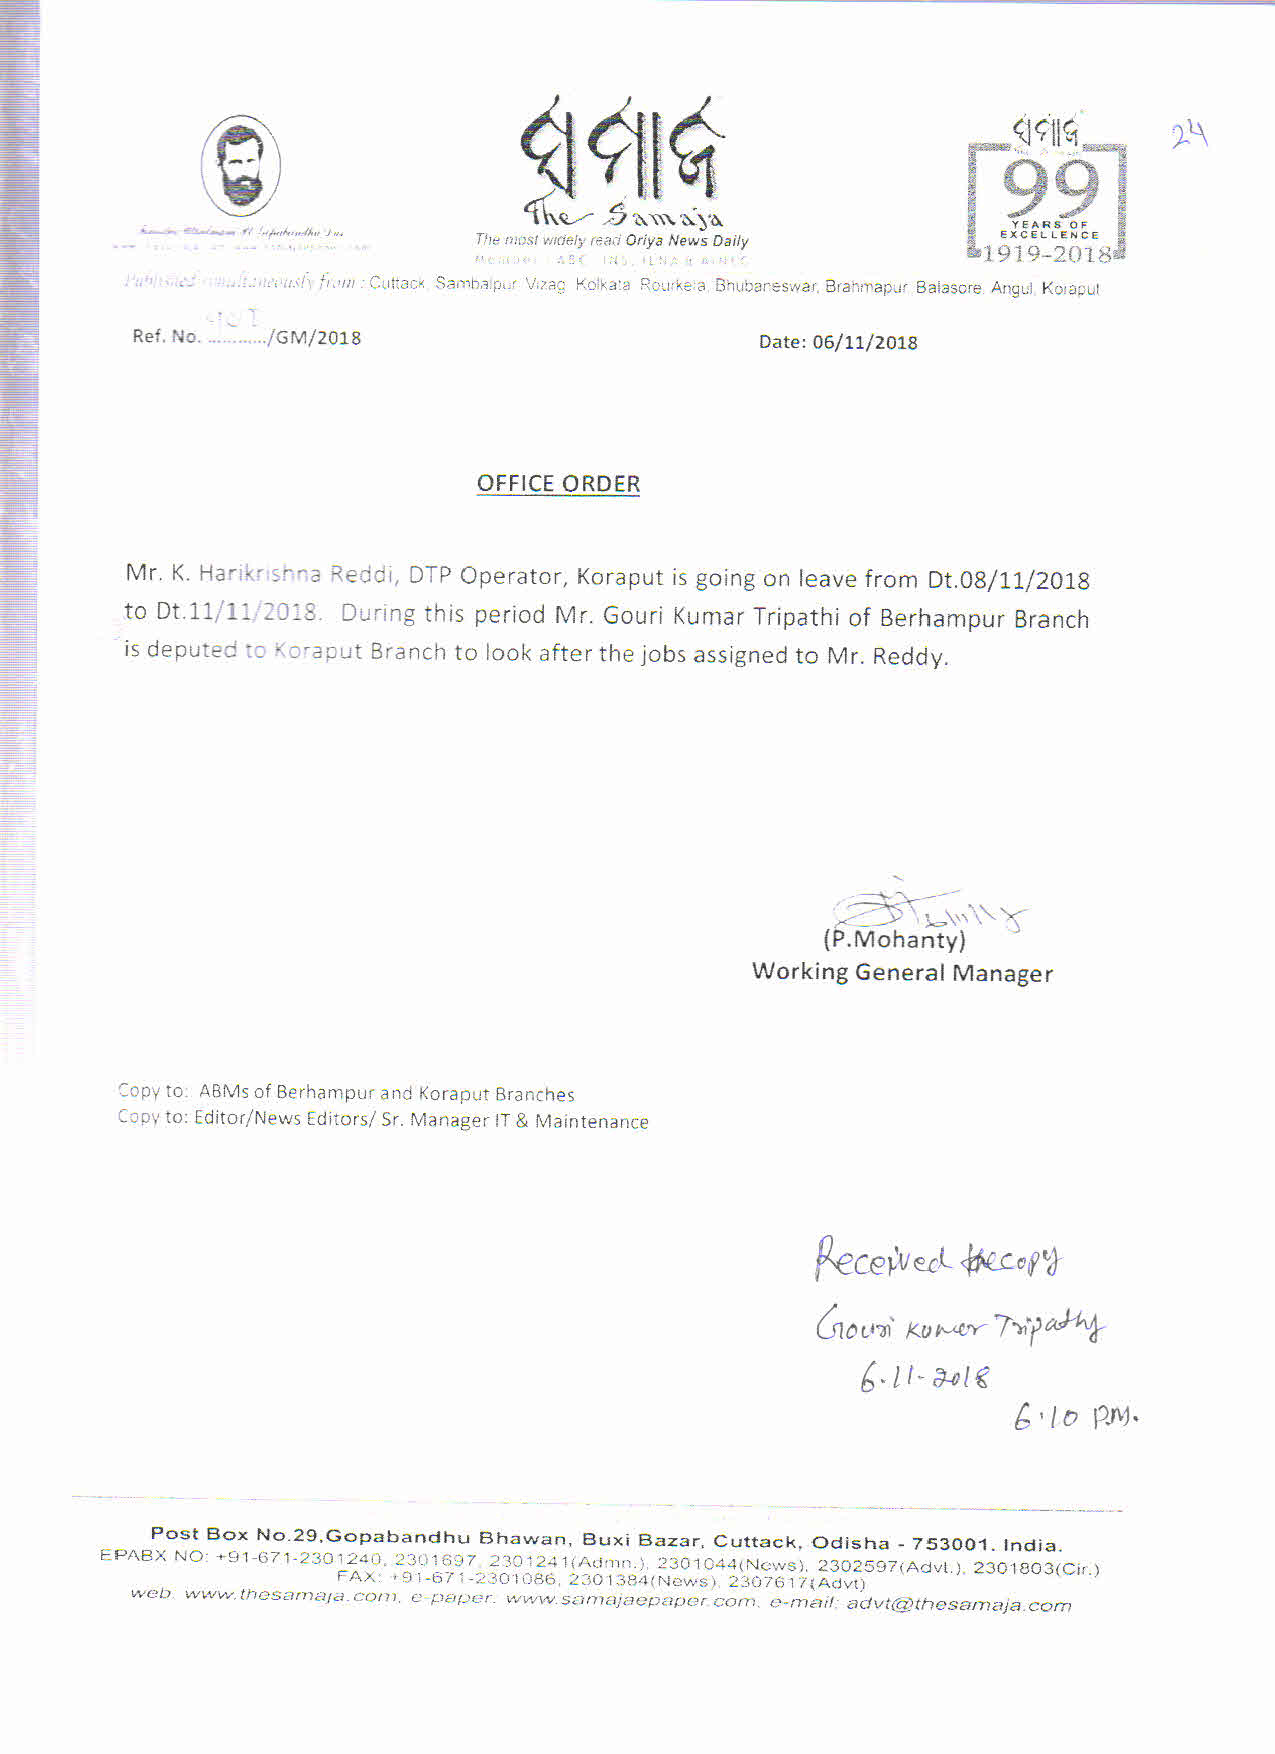 ସମାଜ
The Samaja
The most widely read Oriya News Daily
ସମାଜ
99
YEARS OF
EXCELLENCE
1919-2018
24
Published simultaneously from : Cuttack, Sambalpur, Vizag, Kolkata, Rourkela, Bhubaneswar, Brahmapur, Balasore, Angul, Koraput
Ref. No. ........../GM/2018
Date: 06/11/2018
OFFICE ORDER
Mr. K. Harikrishna Reddi, DTP Operator, Koraput is going on leave from Dt.08/11/2018
to Dt.11/11/2018. During this period Mr. Gouri Kumar Tripathi of Berhampur Branch
is deputed to Koraput Branch to look after the jobs assigned to Mr. Reddy.
(P.Mohanty)
Working General Manager
Copy to: ABMs of Berhampur and Koraput Branches
Copy to: Editor/News Editors/ Sr. Manager IT & Maintenance
Received the copy
Gouri Kumar Tripathy
6.11-2018
6.10 P.M.
Post Box No.29,Gopabandhu Bhawan, Buxi Bazar, Cuttack, Odisha - 753001. India.
EPABX NO: +91-671-2301240, 2301697, 2301241(Admn.), 2301044(News), 2302597(Advt.), 2301803(Cir.)
FAX: +91-671-2301086, 2301384(News), 2307617(Advt)
web. www.thesamaja.com, e-paper. www.samajaepaper.com, e-mail: advt@thesamaja.com